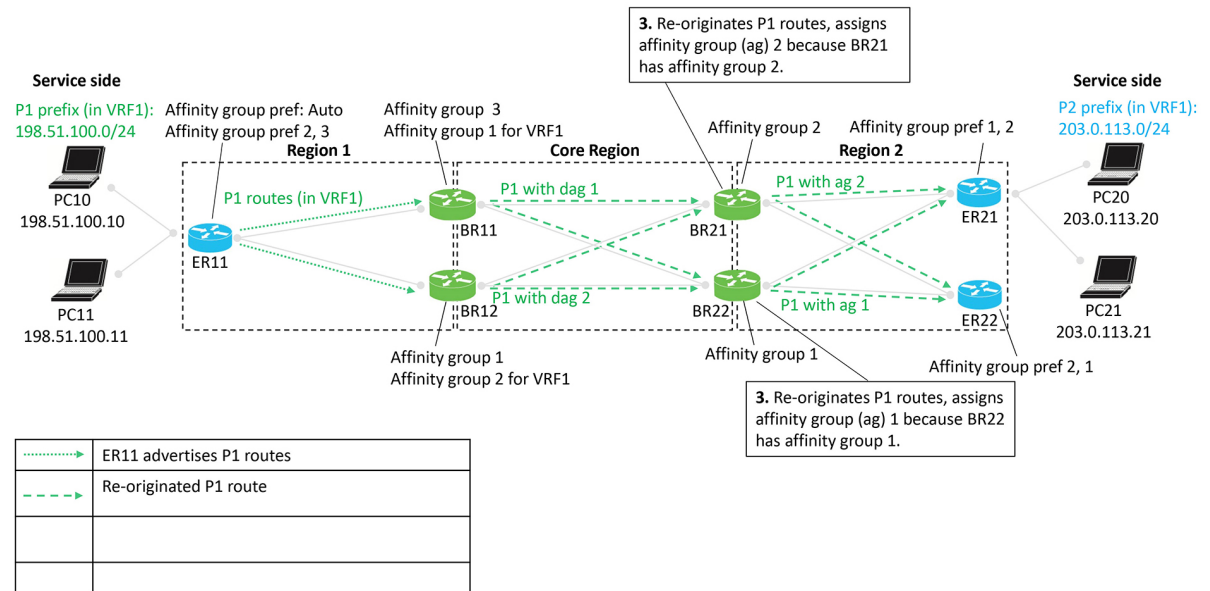 3. Re-originates P1 routes, assigns
affinity group (ag) 2 because BR21
has affinity group 2.
Service side
P1 prefix (in VRF1):
198.51.100.0/24
Affinity group pref: Auto
Affinity group pref 2, 3
Affinity group  3
Affinity group 1 for VRF1
Affinity group 2
Affinity group pref 1, 2
Service side
P2 prefix (in VRF1):
203.0.113.0/24
Region 1
Core Region
Region 2
PC10
198.51.100.10
P1 routes (in VRF1)
BR11
P1 with dag 1
BR21
P1 with ag 2
ER21
PC20
203.0.113.20
ER11
PC11
198.51.100.11
BR12
P1 with dag 2
BR22
P1 with ag 1
ER22
PC21
203.0.113.21
Affinity group 1
Affinity group 2 for VRF1
Affinity group 1
Affinity group pref 2, 1
3. Re-originates P1 routes, assigns
affinity group (ag) 1 because BR22
has affinity group 1.
ER11 advertises P1 routes
Re-originated P1 route